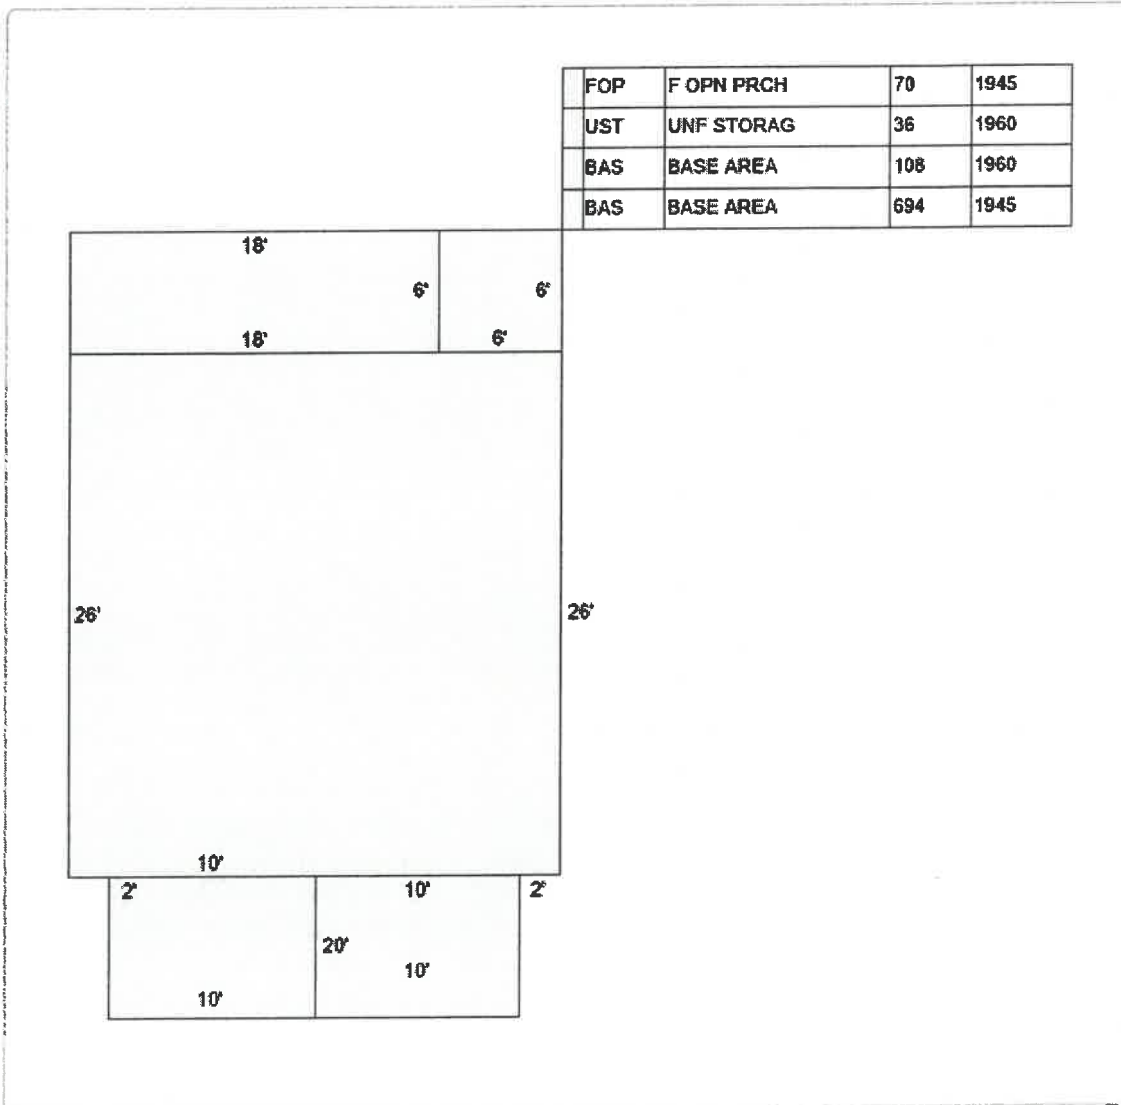 FOP F OPN PRCH 70 1945
UST UNF STORAG 36 1960
BAS BASE AREA 108 1960
BAS BASE AREA 694 1945
18'
6' 6'
18' 6'
26' 26'
10'
2' 10' 2'
20'
10'
10'